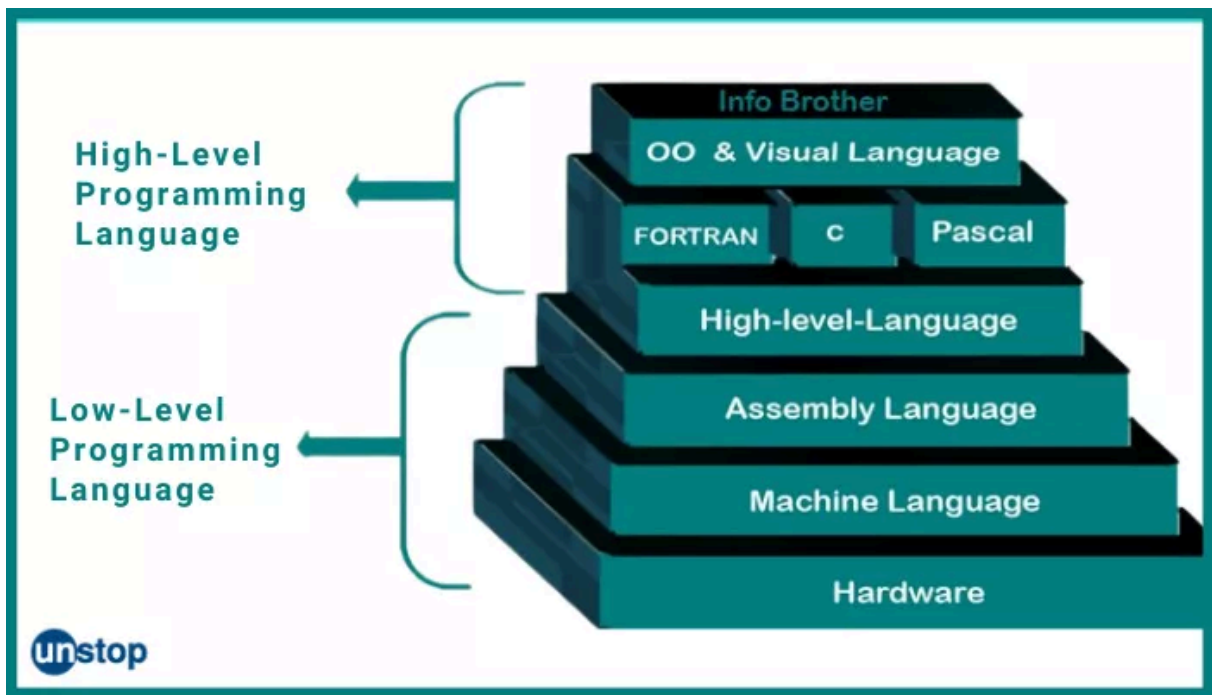 Info Brother
OO & Visual Language
High-Level
Programming
Language
FORTRAN c Pascal
High-level-Language
Low-Level
Programming
Language
Assembly Language
Machine Language
Hardware
unstop